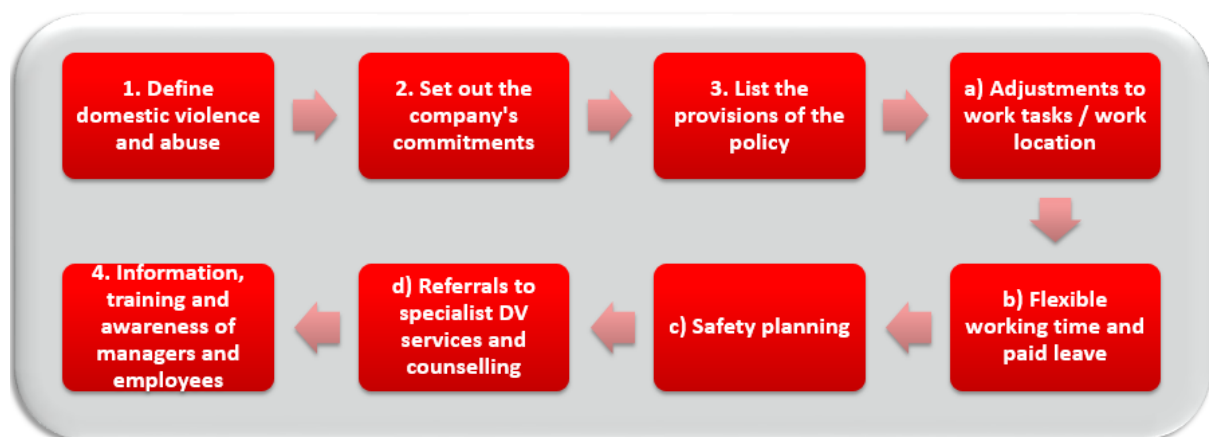 1. Define
domestic violence
and abuse
2. Set out the
company's
commitments
3. List the
provisions of the
policy
a) Adjustments to
work tasks / work
location
b) Flexible
working time and
paid leave
c) Safety planning
d) Referrals to
specialist DV
services and
counselling
4. Information,
training and
awareness of
managers and
employees